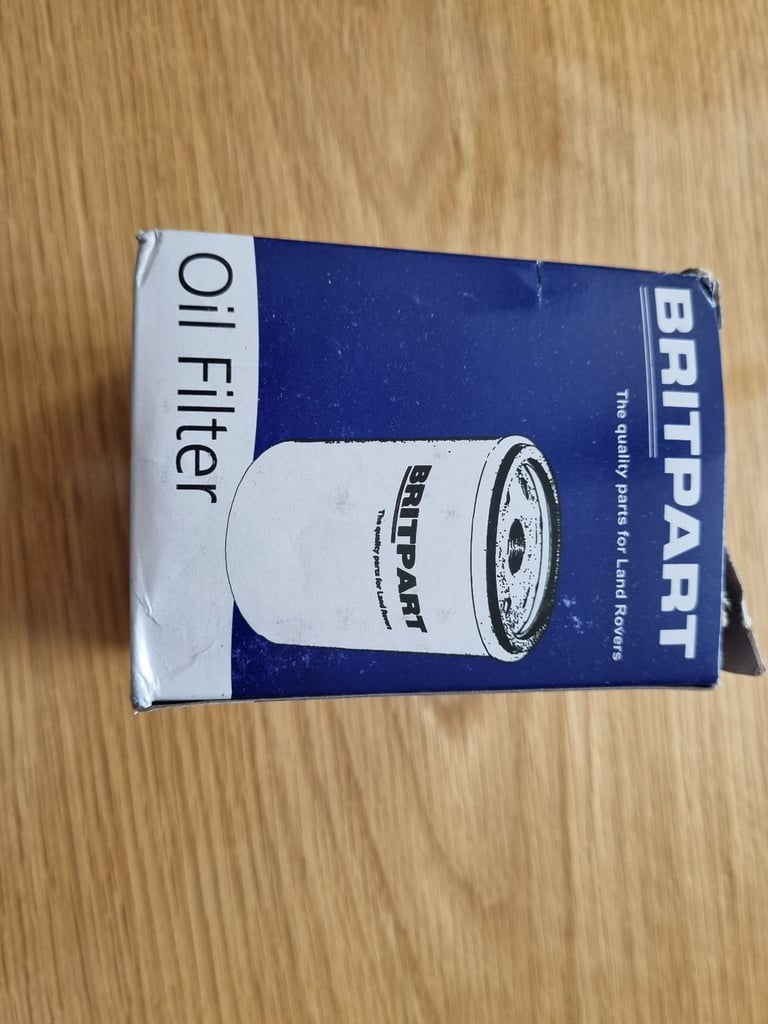 BRITPART
The quality parts for Land Rovers
BRITPART
The quality parts for Land Rovers
Oil Filter